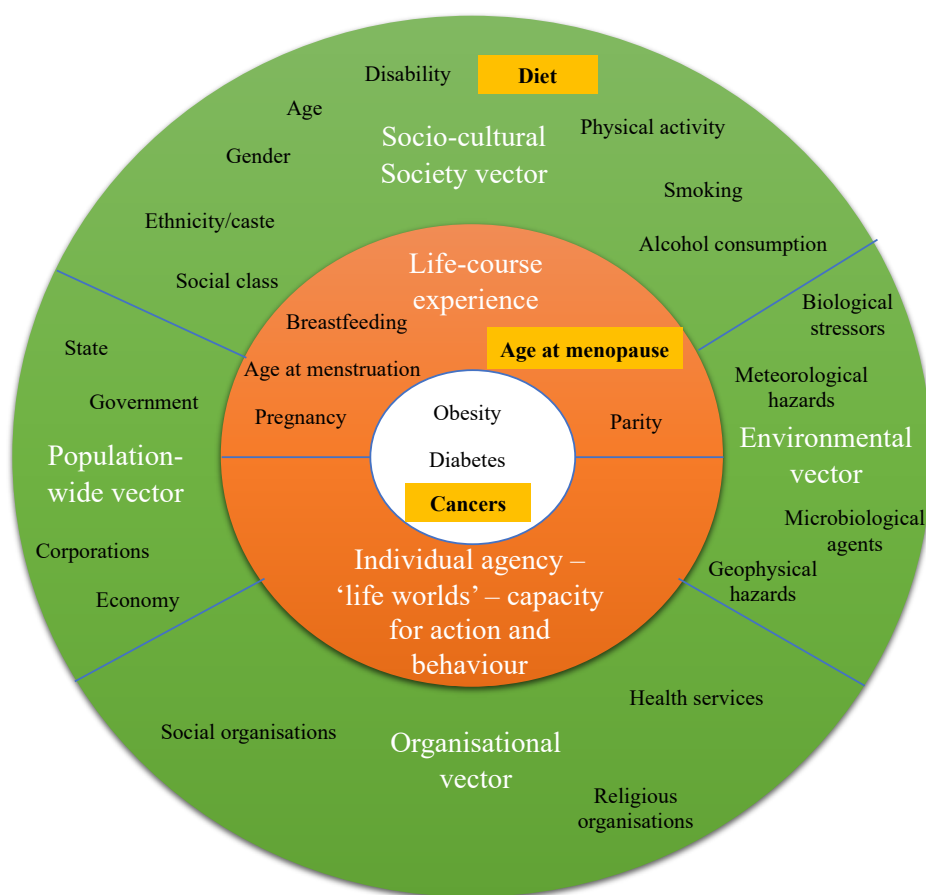 Disability
Diet
Age
Physical activity
Socio-cultural
Society vector
Gender
Smoking
Ethnicity/caste
Alcohol consumption
Social class
Life-course
experience
Biological
stressors
Breastfeeding
State
Age at menopause
Age at menstruation
Meteorological
hazards
Government
Pregnancy
Obesity
Parity
Population-
wide vector
Environmental
vector
Diabetes
Cancers
Microbiological
agents
Corporations
Individual agency –
‘life worlds’ – capacity
for action and
behaviour
Geophysical
hazards
Economy
Health services
Social organisations
Organisational
vector
Religious
organisations